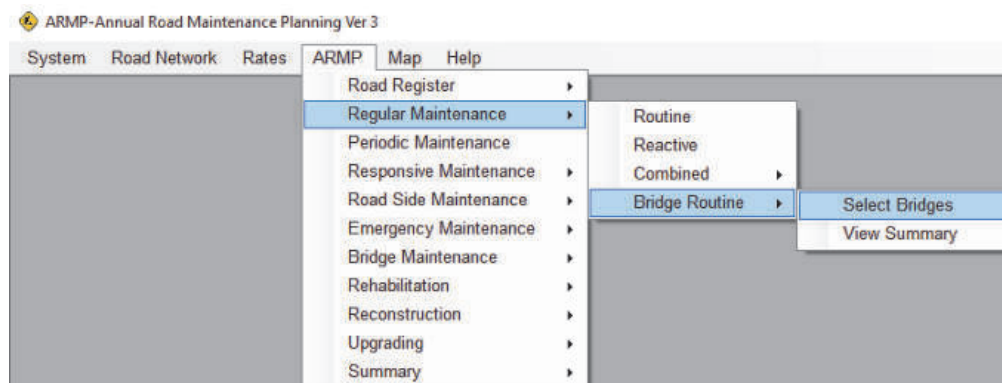 ARMP-Annual Road Maintenance Planning Ver 3
System Road Network Rates ARMP Map Help
Road Register
Regular Maintenance
Periodic Maintenance
Responsive Maintenance
Road Side Maintenance
Emergency Maintenance
Bridge Maintenance
Rehabilitation
Reconstruction
Upgrading
Summary
Routine
Reactive
Combined
Bridge Routine
Select Bridges
View Summary